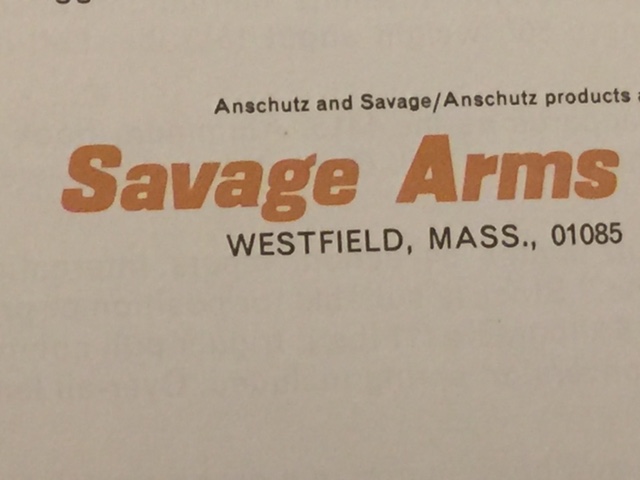 Anschutz and Savage/Anschutz products
Savage Arms
WESTFIELD, MASS., 01085